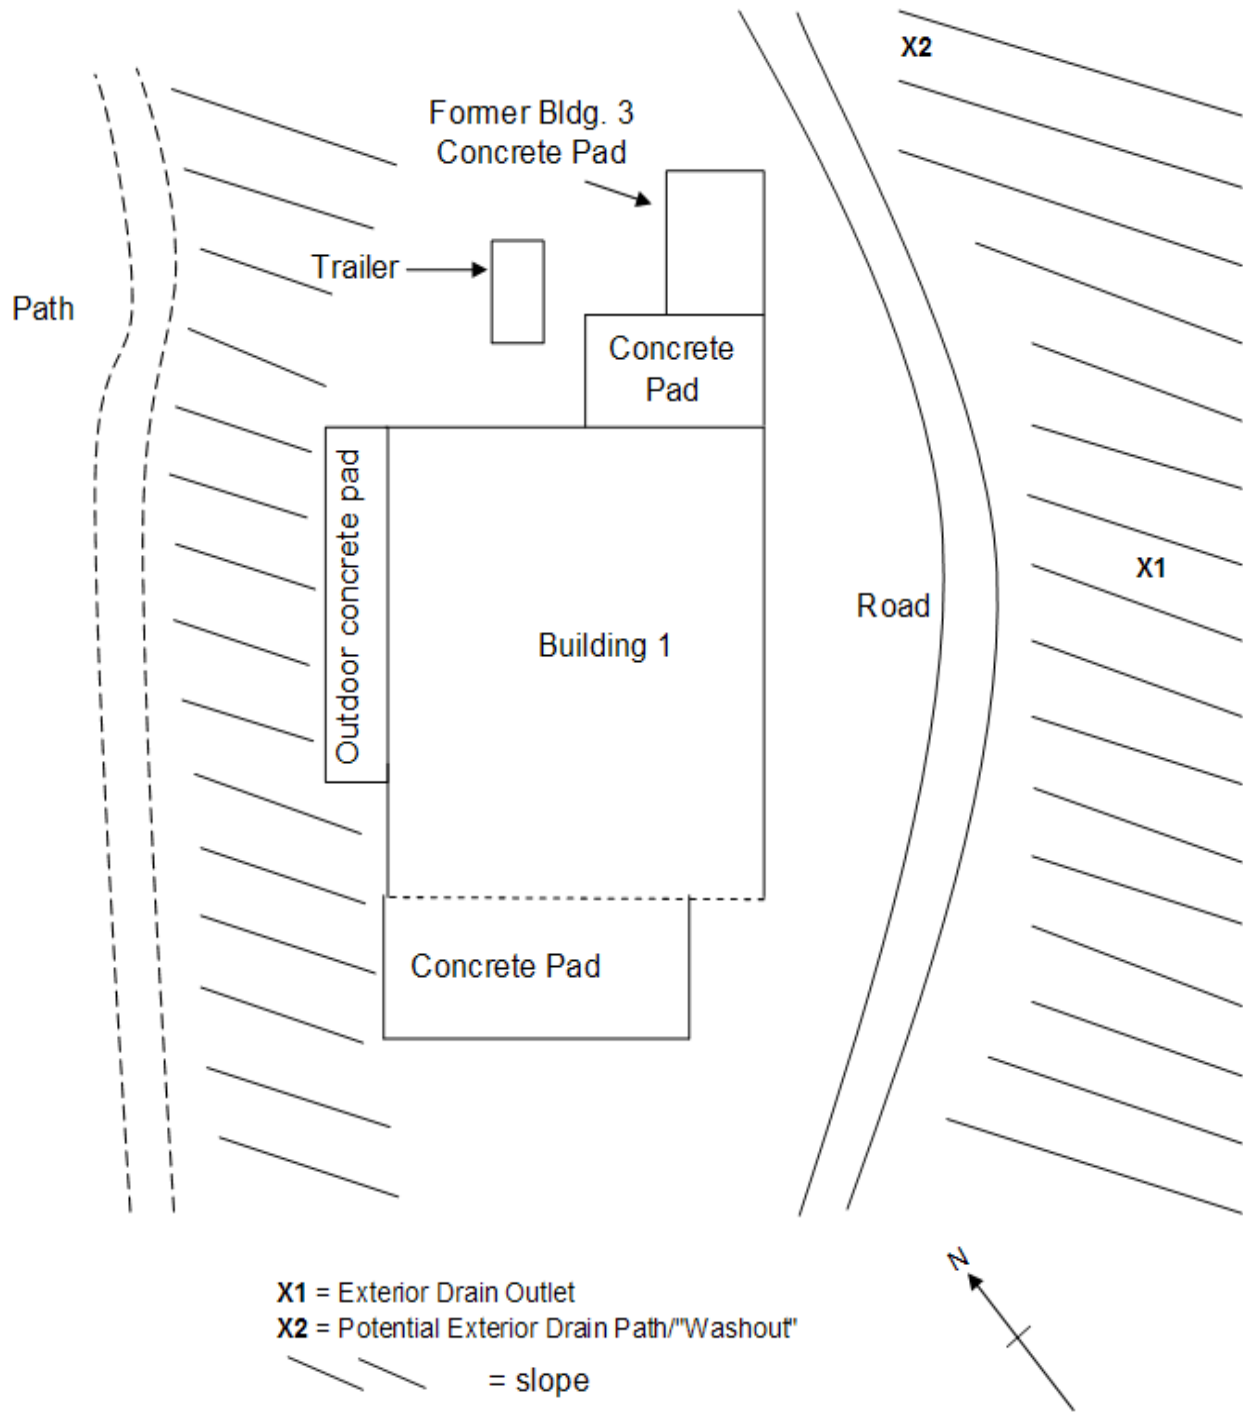 X2
Former Bldg. 3
Concrete Pad
Trailer
Path
Concrete
Pad
Outdoor concrete pad
X1
Road
Building 1
Concrete Pad
N
X1 = Exterior Drain Outlet
X2 = Potential Exterior Drain Path/"Washout"
= slope